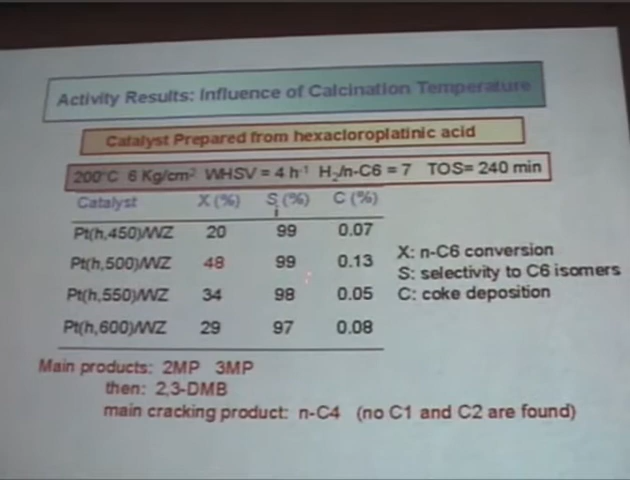 Activity Results: Influence of Calcination Temperature
Catalyst Prepared from hexacloroplatinic acid
200°C 6 Kg/cm² WHSV = 4 h⁻¹ H₂/n-C6 = 7 TOS= 240 min
Catalyst X (%) Sᵢ (%) C (%)
Pt(h,450)/WZ 20 99 0.07
Pt(h,500)/WZ 48 99 0.13
Pt(h,550)/WZ 34 98 0.05
Pt(h,600)/WZ 29 97 0.08
X: n-C6 conversion
S: selectivity to C6 isomers
C: coke deposition
Main products: 2MP 3MP
then: 2,3-DMB
main cracking product: n-C4 (no C1 and C2 are found)